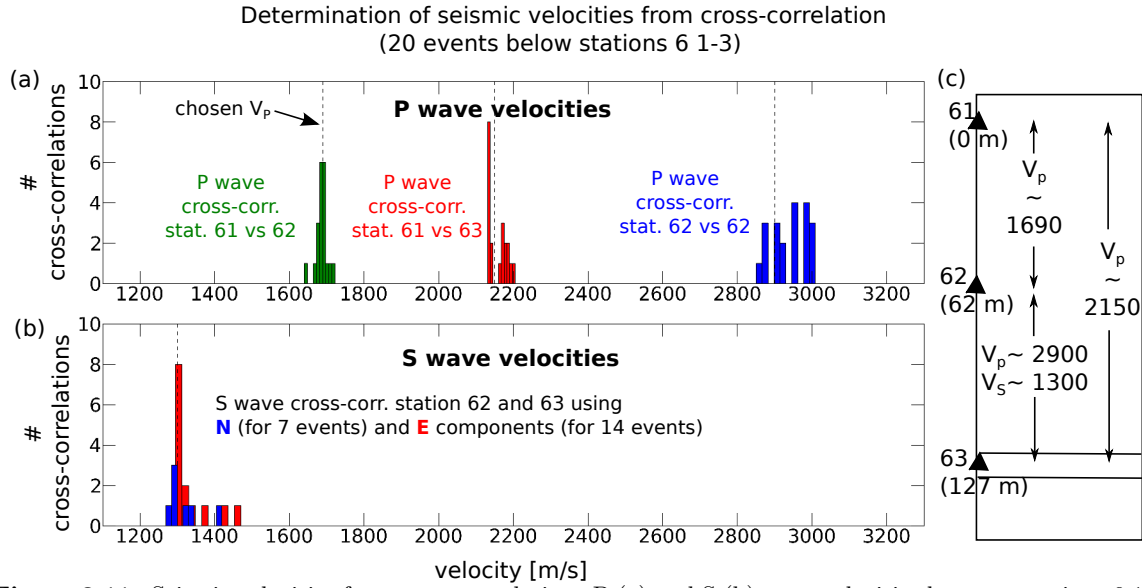 Determination of seismic velocities from cross-correlation
(20 events below stations 6 1-3)
(a)
# cross-correlations
10
8
6
4
2
0
chosen VP
P wave velocities
P wave
cross-corr.
stat. 61 vs 62
P wave
cross-corr.
stat. 61 vs 63
P wave
cross-corr.
stat. 62 vs 62
1200 1400 1600 1800 2000 2200 2400 2600 2800 3000 3200
(b)
# cross-correlations
10
8
6
4
2
0
S wave velocities
S wave cross-corr. station 62 and 63 using
N (for 7 events) and E components (for 14 events)
1200 1400 1600 1800 2000 2200 2400 2600 2800 3000 3200
velocity [m/s]
(c)
61
(0 m)
Vp
~
1690
62
(62 m)
Vp
~
2150
Vp~ 2900
VS~ 1300
63
(127 m)